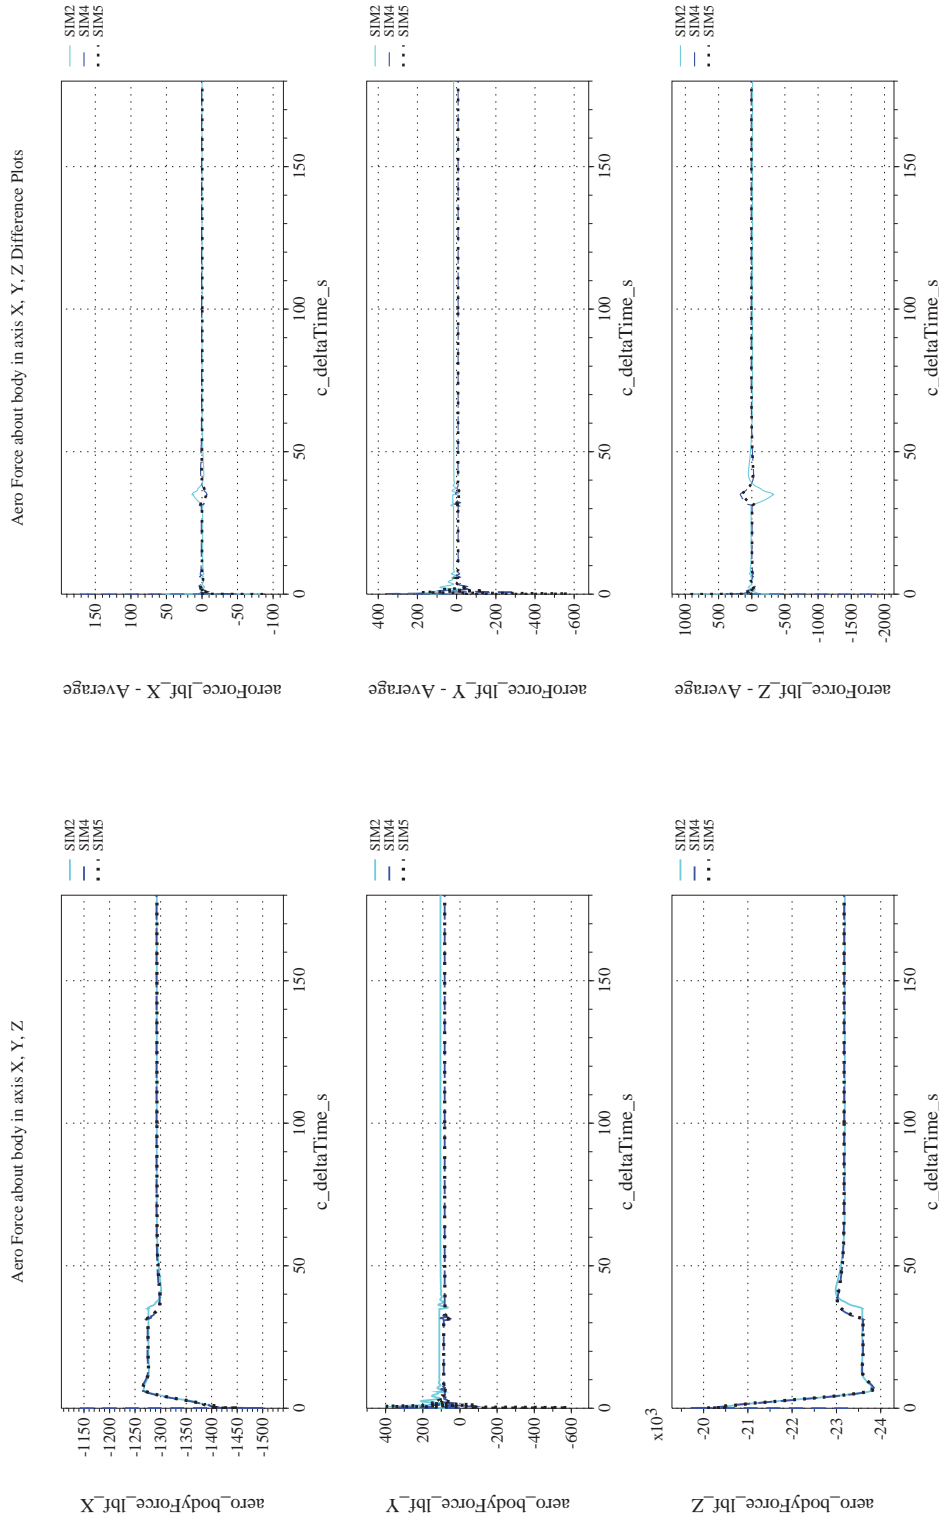 Aero Force about body in axis X, Y, Z Difference Plots
SIM2
SIM4
SIM5
150
100
50
0
-50
-100
0
50
100
150
c_deltaTime_s
aeroForce_lbf_X - Average
SIM2
SIM4
SIM5
400
200
0
-200
-400
-600
0
50
100
150
c_deltaTime_s
aeroForce_lbf_Y - Average
SIM2
SIM4
SIM5
1000
500
0
-500
-1000
-1500
-2000
0
50
100
150
c_deltaTime_s
aeroForce_lbf_Z - Average
Aero Force about body in axis X, Y, Z
SIM2
SIM4
SIM5
-1150
-1200
-1250
-1300
-1350
-1400
-1450
-1500
0
50
100
150
c_deltaTime_s
aero_bodyForce_lbf_X
SIM2
SIM4
SIM5
400
200
0
-200
-400
-600
0
50
100
150
c_deltaTime_s
aero_bodyForce_lbf_Y
SIM2
SIM4
SIM5
x10³
-20
-21
-22
-23
-24
0
50
100
150
c_deltaTime_s
aero_bodyForce_lbf_Z